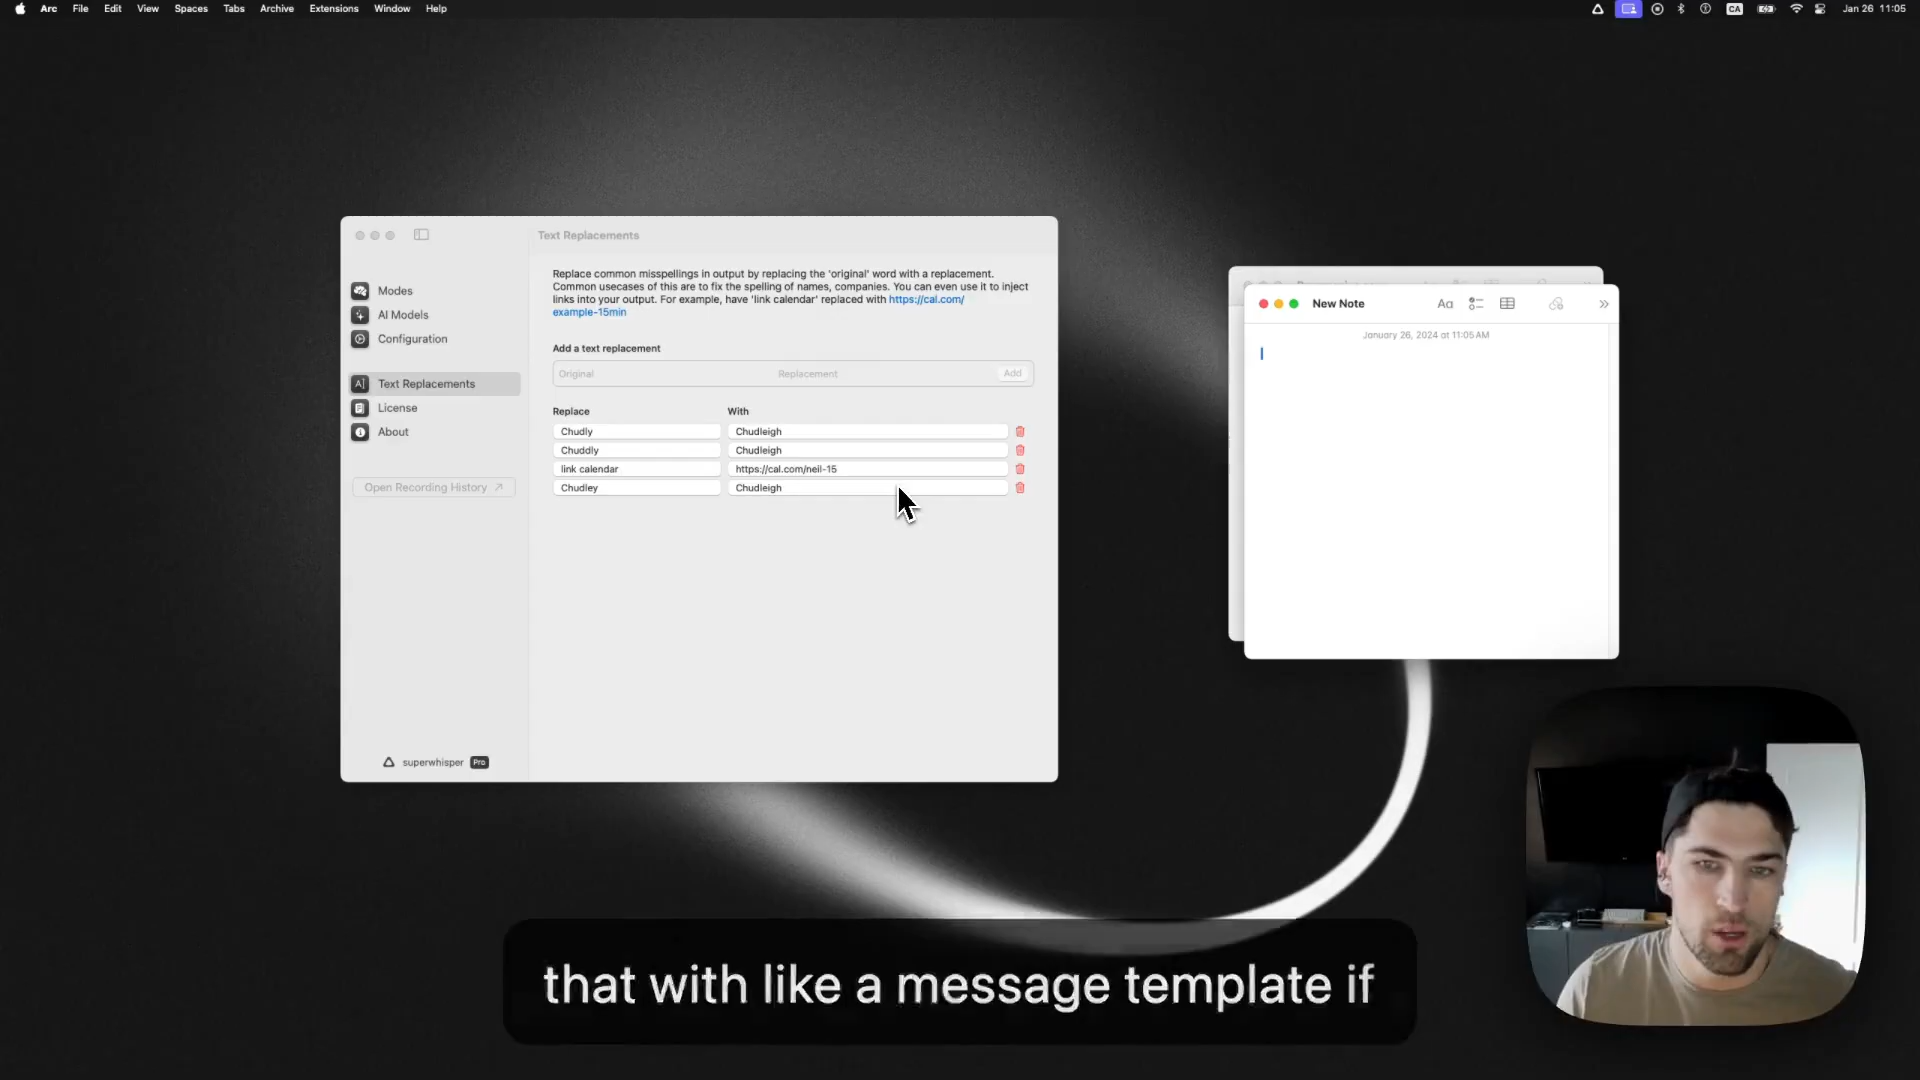 Arc File Edit View Spaces Tabs Archive Extensions Window Help
CA Jan 26 11:05
Text Replacements
Replace common misspellings in output by replacing the 'original' word with a replacement.
Common usecases of this are to fix the spelling of names, companies. You can even use it to inject
links into your output. For example, have 'link calendar' replaced with https://cal.com/
example-15min
Modes
AI Models
Configuration
Text Replacements
License
About
Open Recording History
superwhisper Pro
Add a text replacement
Original Replacement Add
Replace With
Chudly Chudleigh
Chuddly Chudleigh
link calendar https://cal.com/neil-15
Chudley Chudleigh
New Note Aa
January 26, 2024 at 11:05 AM
that with like a message template if